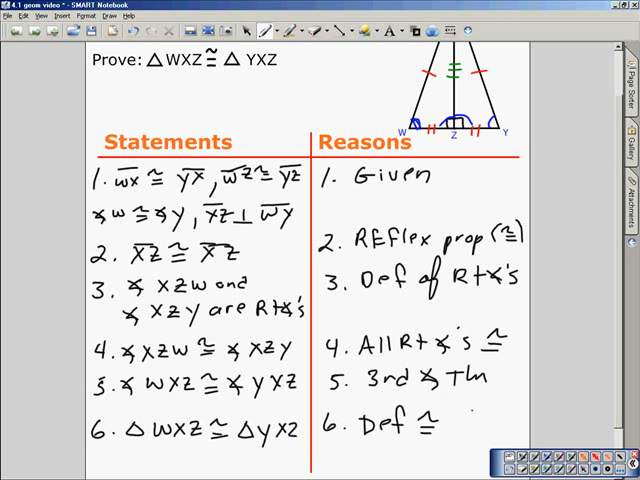 4.1 geom video * - SMART Notebook
File Edit View Insert Format Draw Help
Prove: △ WXZ ≅ △ YXZ
W Z Y
Statements Reasons
1. WX ≅ YX, WZ ≅ YZ
∡W ≅ ∡Y, XZ ⊥ WY
1. Given
2. XZ ≅ XZ
2. REflex prop (≅)
3. ∡ XZW and
∡ XZY are Rt∡'s
3. Def of Rt∡'s
4. ∡ XZW ≅ ∡ XZY
4. All Rt ∡'s ≅
5. ∡ WXZ ≅ ∡ YXZ
5. 3rd ∡ Thm
6. △ WXZ ≅ △YXZ
6. Def ≅
Page Sorter
Gallery
Attachments